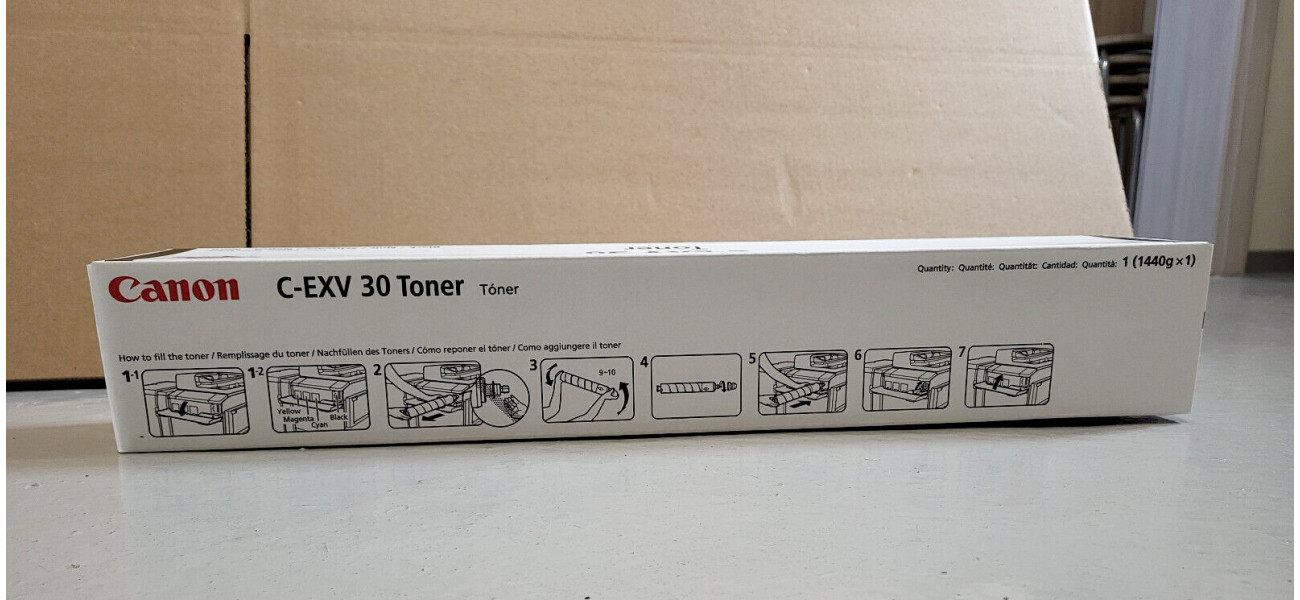 Toner
Canon C-EXV 30 Toner Tóner
Quantity: Quantité: Quantität: Cantidad: Quantità: 1 (1440g×1)
How to fill the toner / Remplissage du toner / Nachfüllen des Toners / Cómo reponer el tóner / Como aggiungere il toner
1-1
1-2
Yellow
Magenta
Cyan
Black
2
3
9-10
4
5
6
7